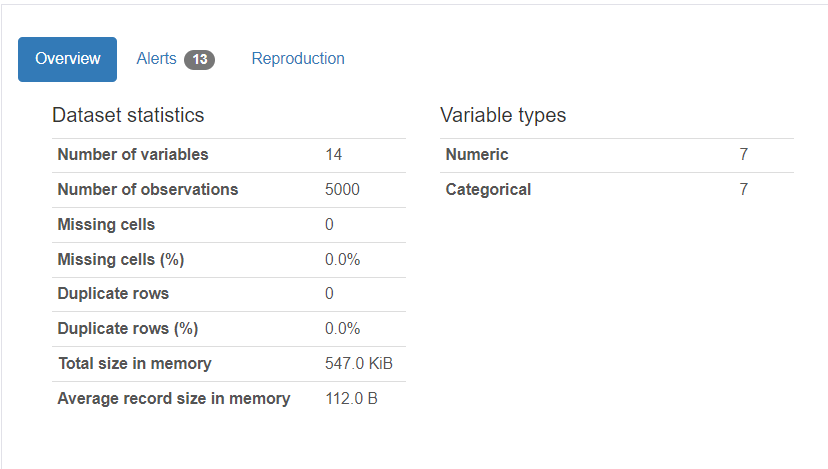 Overview Alerts 13 Reproduction
Dataset statistics
Number of variables 14
Number of observations 5000
Missing cells 0
Missing cells (%) 0.0%
Duplicate rows 0
Duplicate rows (%) 0.0%
Total size in memory 547.0 KiB
Average record size in memory 112.0 B
Variable types
Numeric 7
Categorical 7